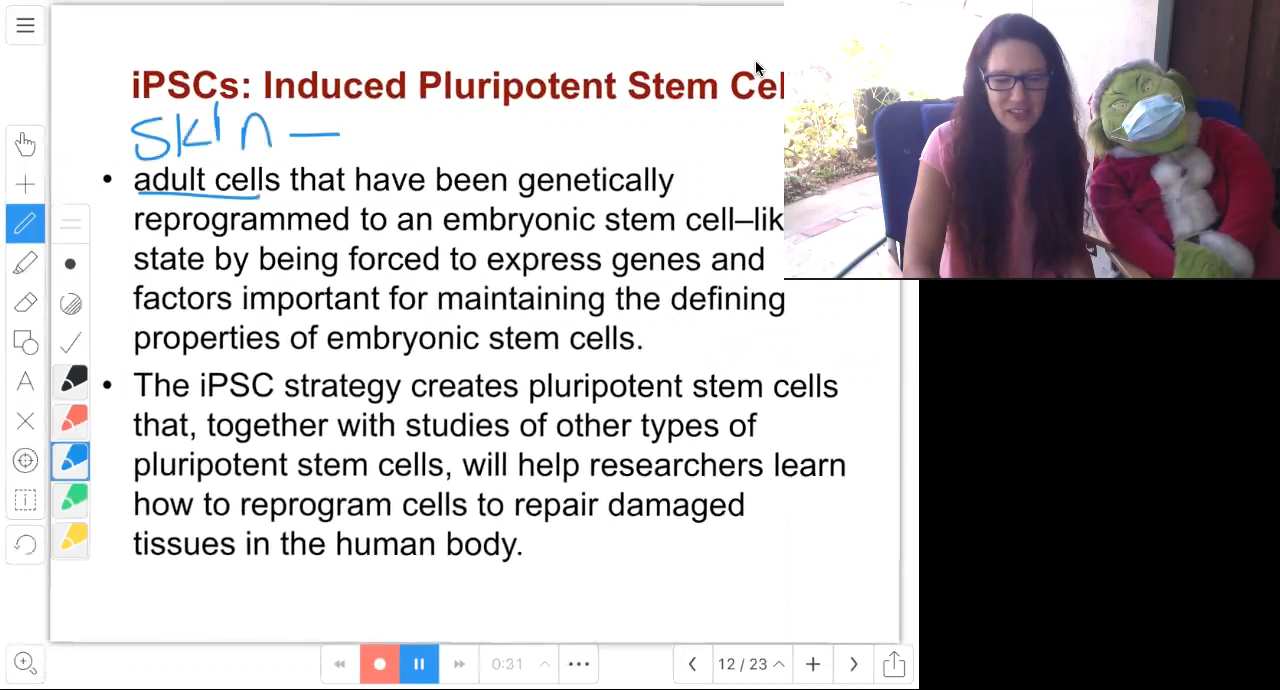 iPSCs: Induced Pluripotent Stem
skin —
• adult cells that have been genetically
reprogrammed to an embryonic stem cell–lik
state by being forced to express genes and
factors important for maintaining the defining
properties of embryonic stem cells.
• The iPSC strategy creates pluripotent stem cells
that, together with studies of other types of
pluripotent stem cells, will help researchers learn
how to reprogram cells to repair damaged
tissues in the human body.
A
0:31
12 / 23